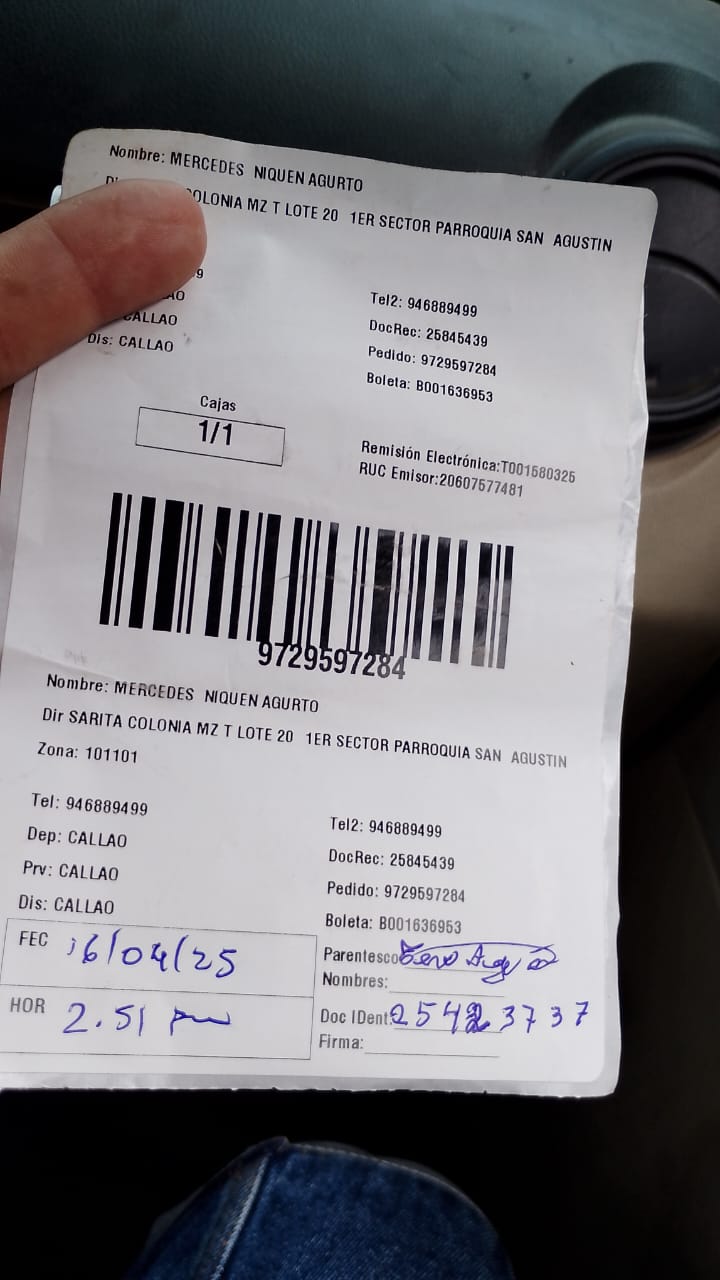 Nombre: MERCEDES NIQUEN AGURTO
COLONIA MZ T LOTE 20 1ER SECTOR PARROQUIA SAN AGUSTIN
9
AO
CALLAO
Dis: CALLAO
Tel2: 946889499
DocRec: 25845439
Pedido: 9729597284
Boleta: B001636953
Cajas
1/1
Remisión Electrónica:T001580325
RUC Emisor:20607577481
9729597284
Nombre: MERCEDES NIQUEN AGURTO
Dir SARITA COLONIA MZ T LOTE 20 1ER SECTOR PARROQUIA SAN AGUSTIN
Zona: 101101
Tel: 946889499
Dep: CALLAO
Prv: CALLAO
Dis: CALLAO
Tel2: 946889499
DocRec: 25845439
Pedido: 9729597284
Boleta: B001636953
FEC 16/04/25
HOR 2.51 pm
Parentesco
Nombres:
Doc IDent: 25423737
Firma: